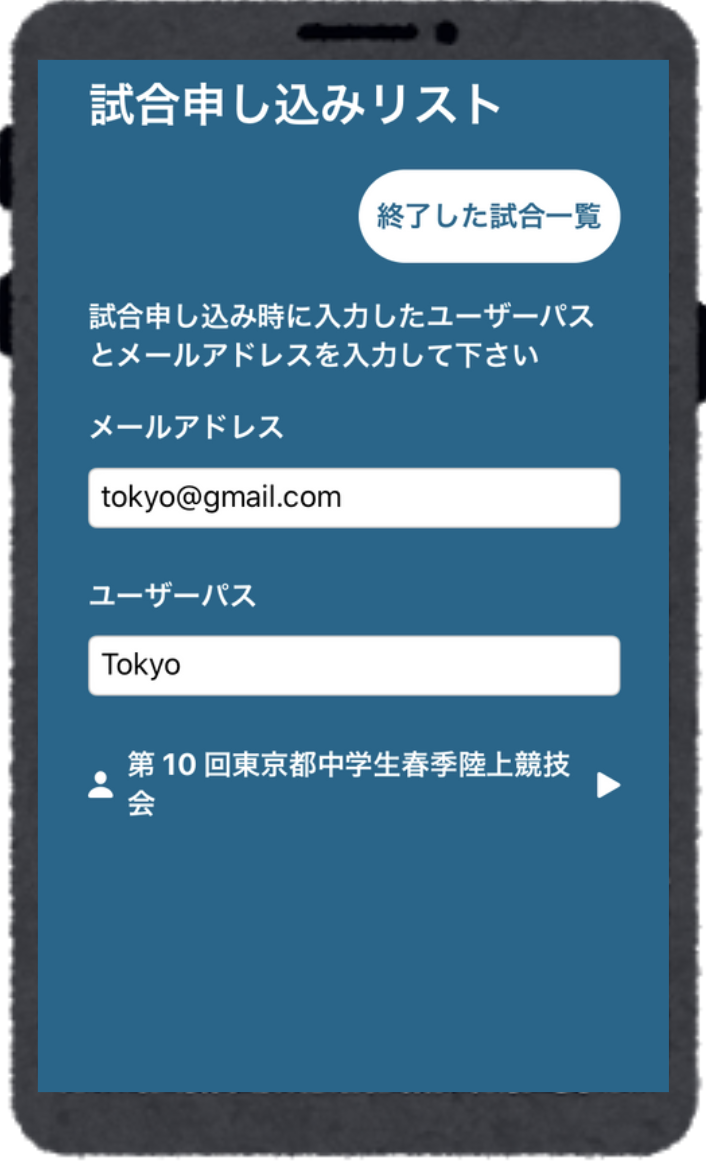 試合申し込みリスト
終了した試合一覧
試合申し込み時に入力したユーザーパス
とメールアドレスを入力して下さい
メールアドレス
tokyo@gmail.com
ユーザーパス
Tokyo
第 10 回東京都中学生春季陸上競技
会